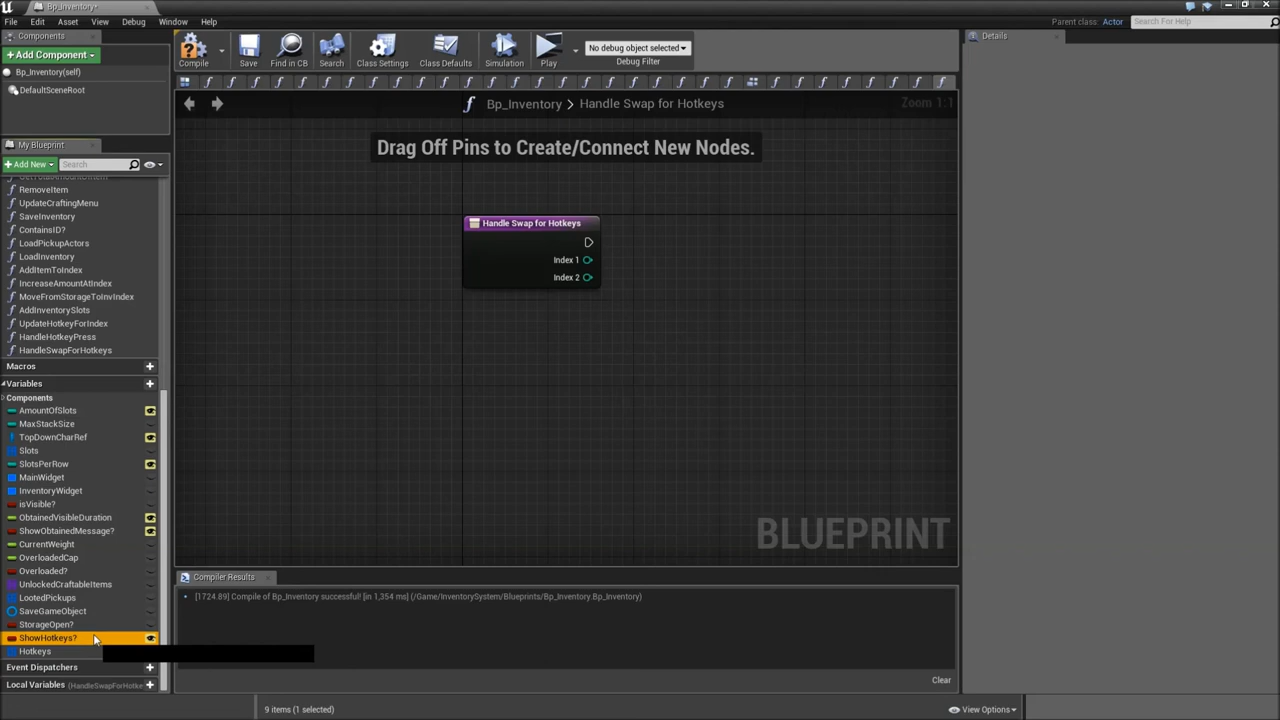 Bp_Inventory*
File Edit Asset View Debug Window Help
Parent class: Actor
Search For Help
Components
Details
+ Add Component
Bp_Inventory(self)
DefaultSceneRoot
Compile
Save
Find in CB
Search
Class Settings
Class Defaults
Simulation
Play
No debug object selected
Debug Filter
Bp_Inventory > Handle Swap for Hotkeys
Zoom 1:1
Drag Off Pins to Create/Connect New Nodes.
My Blueprint
+ Add New
Search
RemoveItem
UpdateCraftingMenu
SaveInventory
ContainsID?
LoadPickupActors
LoadInventory
AddItemToIndex
IncreaseAmountAtIndex
MoveFromStorageToInvIndex
AddInventorySlots
UpdateHotkeyForIndex
HandleHotkeyPress
HandleSwapForHotkeys
Macros
Variables
Components
AmountOfSlots
MaxStackSize
TopDownCharRef
Slots
SlotsPerRow
MainWidget
InventoryWidget
isVisible?
ObtainedVisibleDuration
ShowObtainedMessage?
CurrentWeight
OverloadedCap
Overloaded?
UnlockedCraftableItems
LootedPickups
SaveGameObject
StorageOpen?
ShowHotkeys?
Hotkeys
Event Dispatchers
Local Variables (HandleSwapForHotke
Handle Swap for Hotkeys
Index 1
Index 2
BLUEPRINT
Compiler Results
[1724.89] Compile of Bp_Inventory successful! [in 1,354 ms] (/Game/InventorySystem/Blueprints/Bp_Inventory.Bp_Inventory)
Clear
9 items (1 selected)
View Options